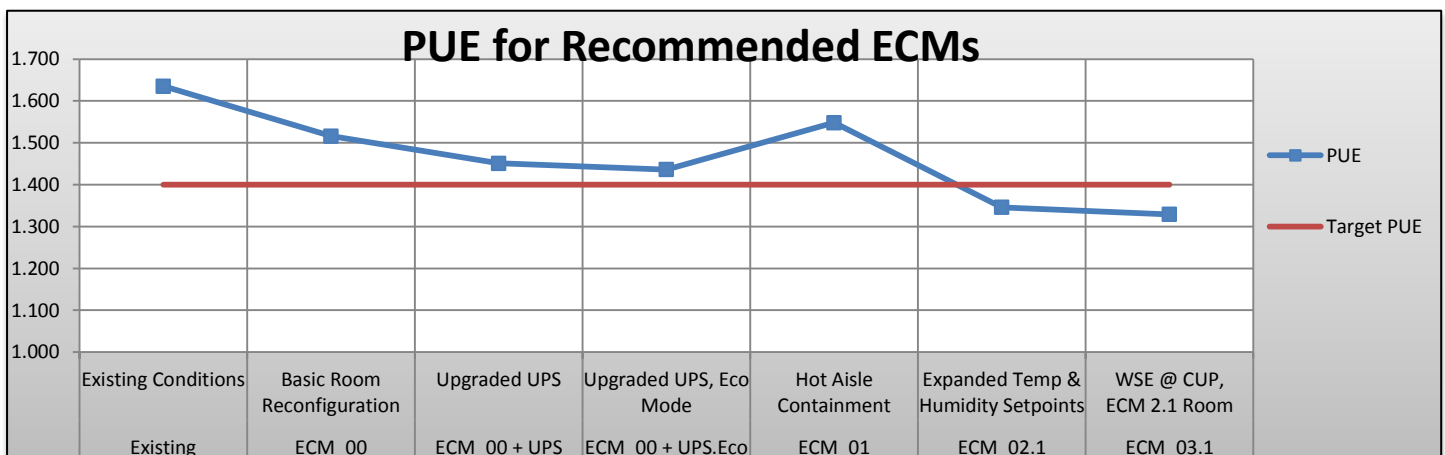 PUE for Recommended ECMs
1.700
1.600
1.500
1.400
1.300
1.200
1.100
1.000
PUE
Target PUE
Existing Conditions
Basic Room
Reconfiguration
Upgraded UPS
Upgraded UPS, Eco
Mode
Hot Aisle
Containment
Expanded Temp &
Humidity Setpoints
WSE @ CUP,
ECM 2.1 Room
Existing
ECM_00
ECM_00 + UPS
ECM_00 + UPS.Eco
ECM_01
ECM_02.1
ECM_03.1